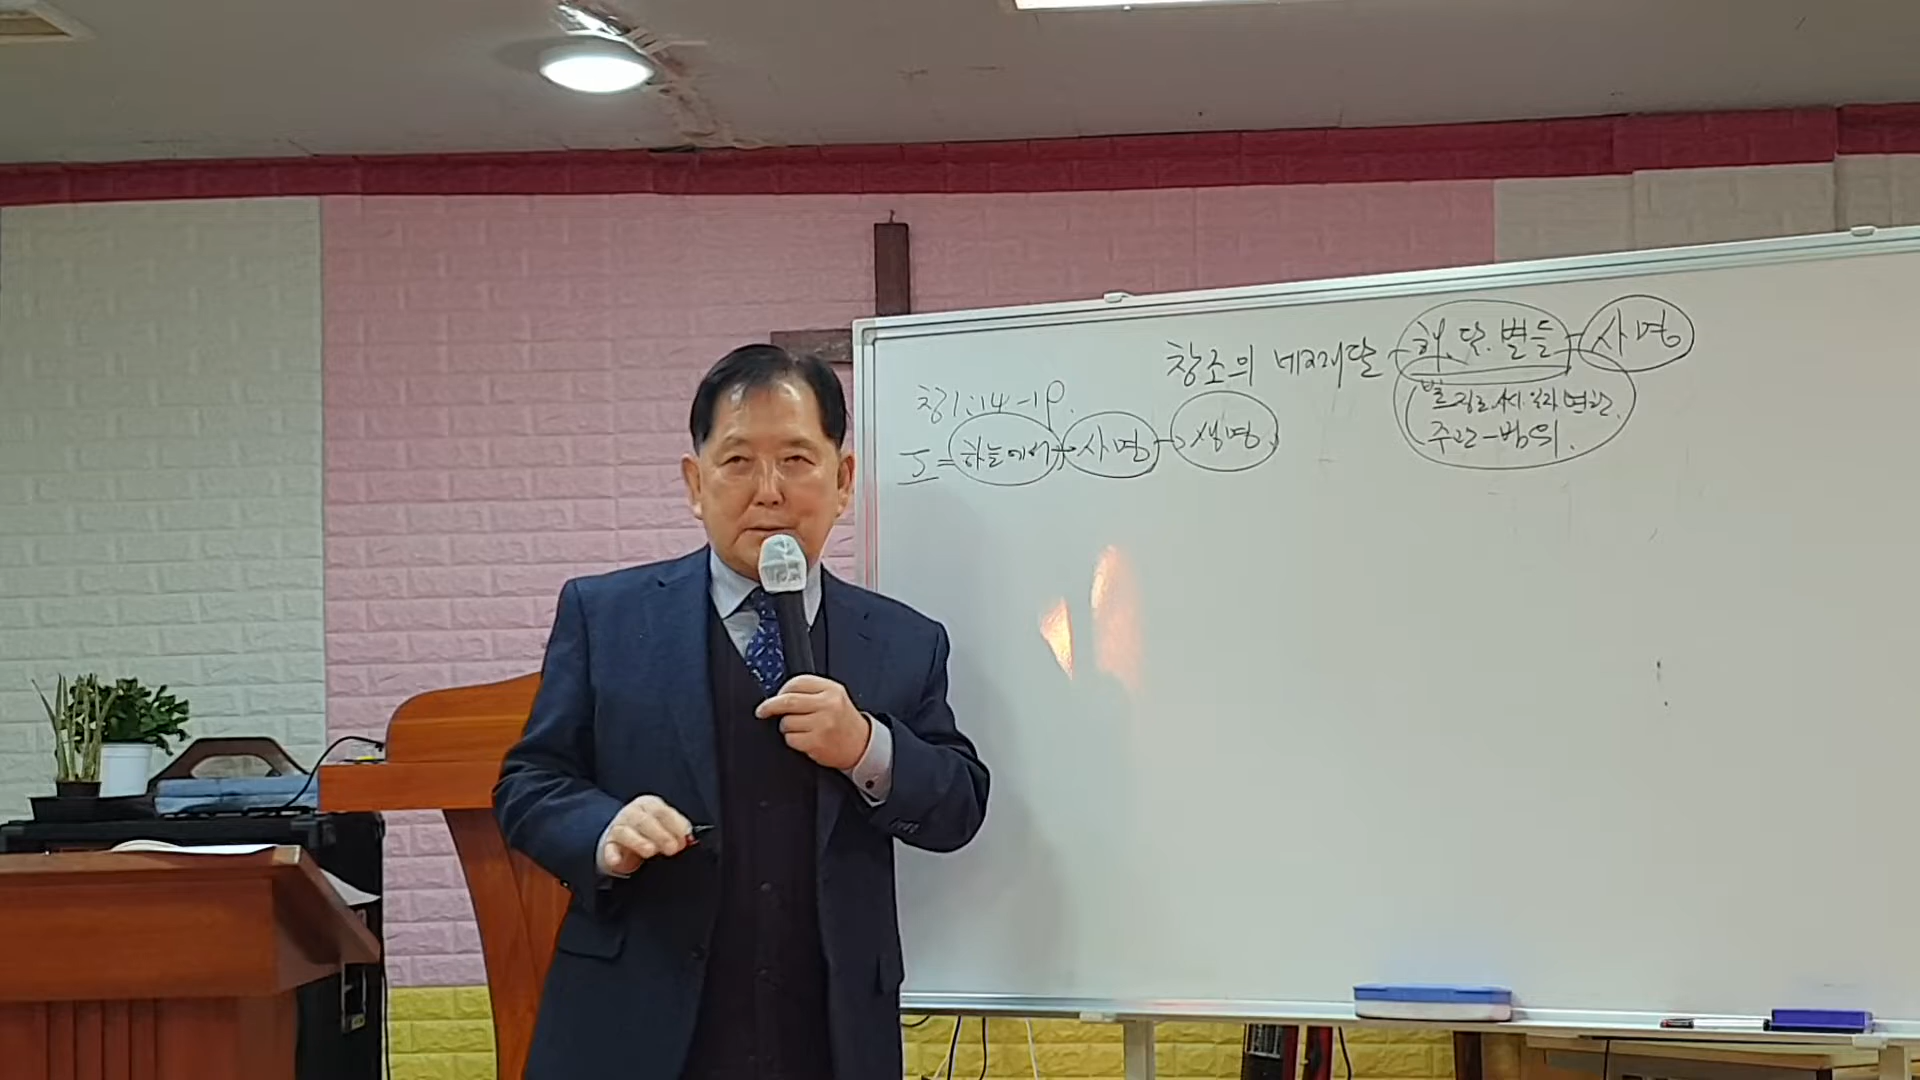 창조의 네째날 - 해. 달. 별들 = 사명
창1:14-19.
징조. 사시. 일자 연한.
주관-범위.
J = 하늘에서 → 사명 → 생명.